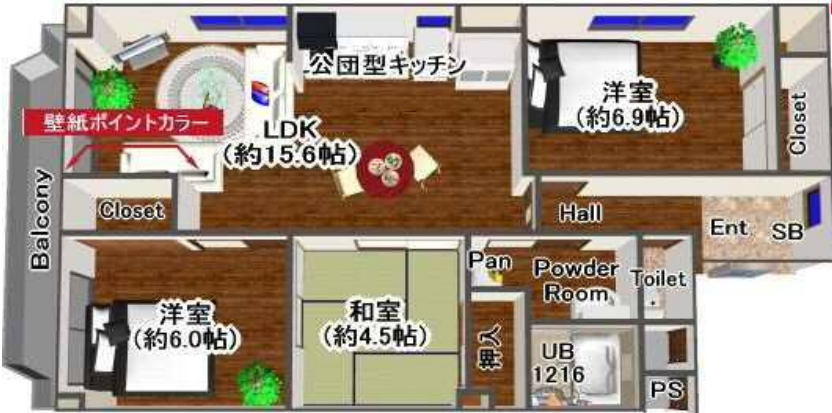 公団型キッチン
洋室
(約6.9帖)
Closet
壁紙ポイントカラー
LDK
(約15.6帖)
Balcony
Closet
Hall
Ent
SB
洋室
(約6.0帖)
和室
(約4.5帖)
Pan
Powder
Room
Toilet
押入
UB
1216
PS